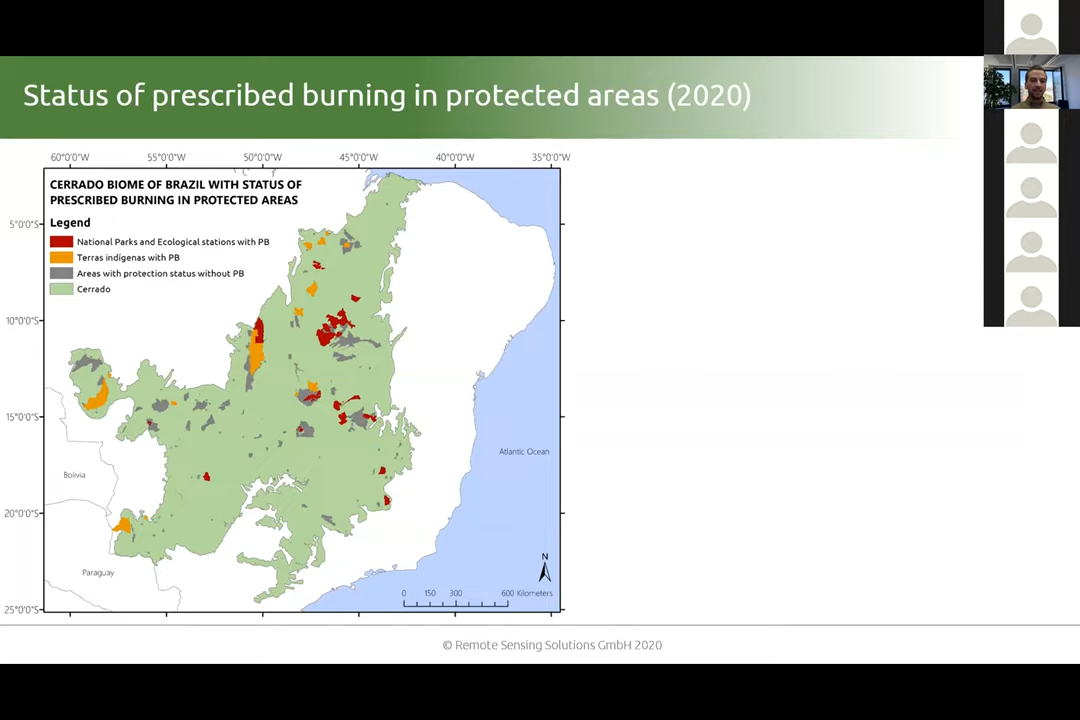 Status of prescribed burning in protected areas (2020)
60°0'0"W 55°0'0"W 50°0'0"W 45°0'0"W 40°0'0"W 35°0'0"W
CERRADO BIOME OF BRAZIL WITH STATUS OF
PRESCRIBED BURNING IN PROTECTED AREAS
Legend
National Parks and Ecological stations with PB
Terras indígenas with PB
Areas with protection status without PB
Cerrado
5°0'0"S
10°0'0"S
15°0'0"S
20°0'0"S
25°0'0"S
Atlantic Ocean
Bolivia
Paraguay
N
0 150 300 600 Kilometers
© Remote Sensing Solutions GmbH 2020